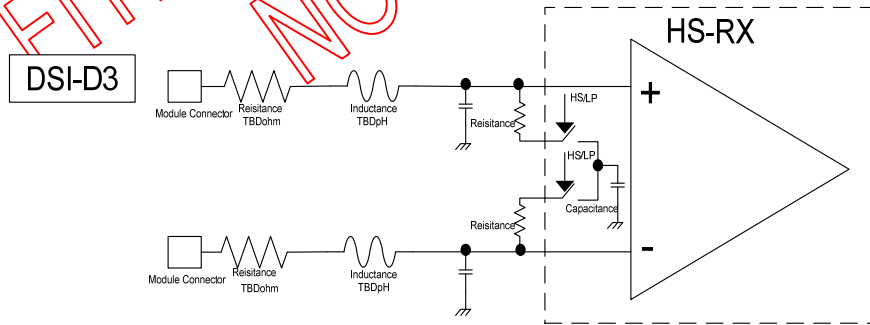 HS-RX
DSI-D3
Module Connector
Reisitance
TBDohm
Inductance
TBDpH
Reisitance
HS/LP
+
HS/LP
Capacitance
Reisitance
-
Module Connector
Reisitance
TBDohm
Inductance
TBDpH